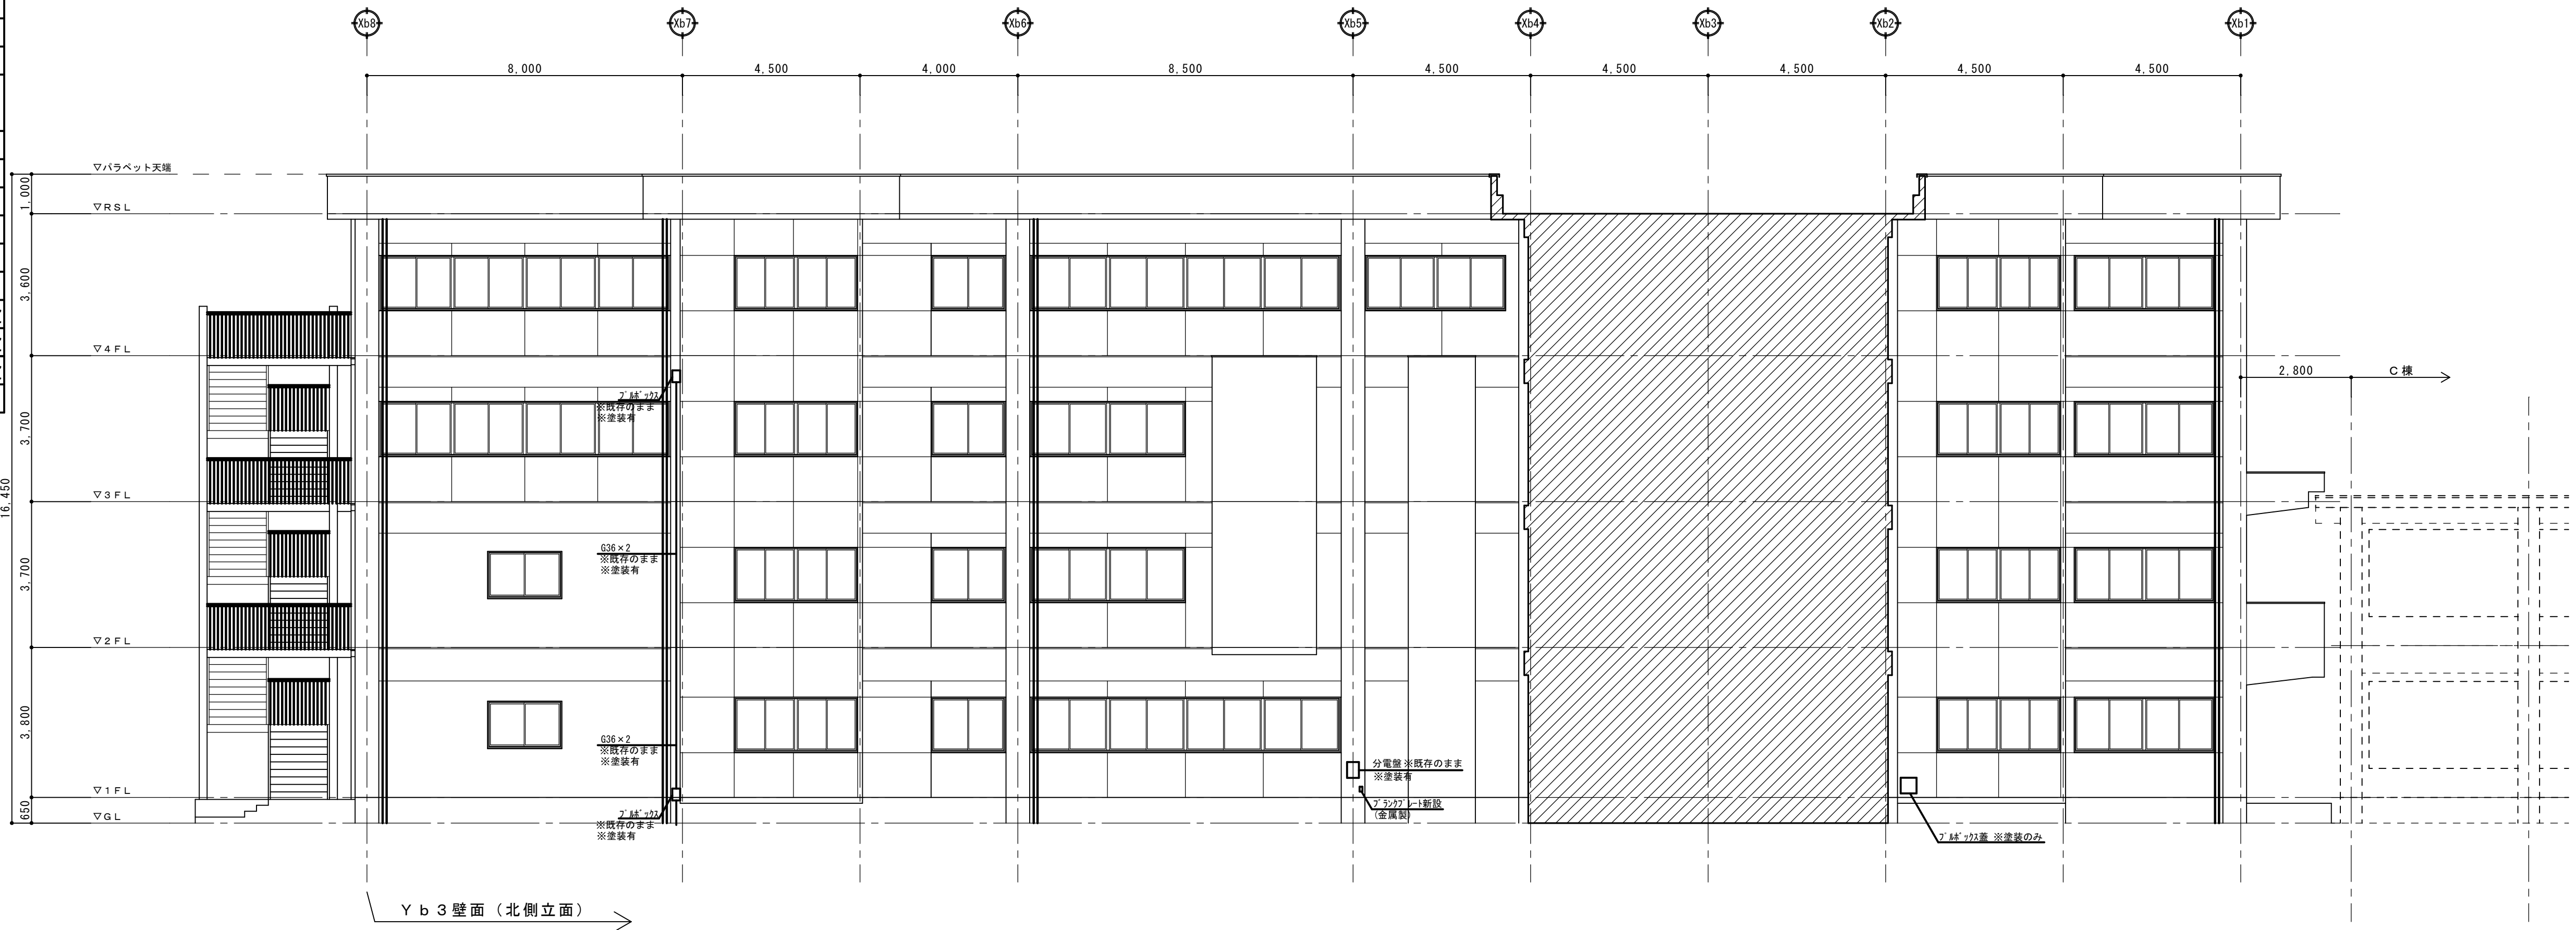 Xb8 Xb7 Xb6 Xb5 Xb4 Xb3 Xb2 Xb1
8,000 4,500 4,000 8,500 4,500 4,500 4,500 4,500 4,500
▽パラペット天端
1,000
▽RSL
3,600
▽4FL
2,800 C棟
プルボックス
※既存のまま
※塗装有
3,700
▽3FL
16,450
G36×2
※既存のまま
※塗装有
3,700
▽2FL
3,800
G36×2
※既存のまま
※塗装有
分電盤※既存のまま
※塗装有
▽1FL
650
ブランクプレート新設
(金属製)
▽GL
プルボックス
※既存のまま
※塗装有
プルボックス蓋 ※塗装のみ
Yb3壁面(北側立面)